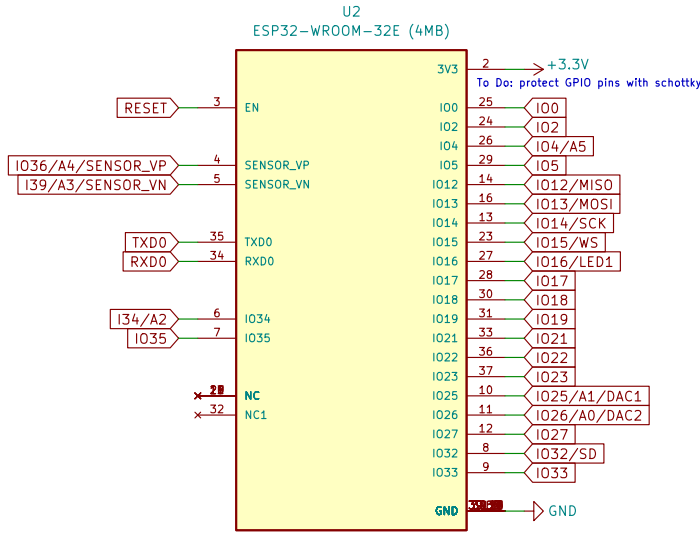 U2
ESP32-WROOM-32E (4MB)
3V3 2 +3.3V
To Do: protect GPIO pins with schottky
RESET 3 EN
IO0 25 IO0
IO2 24 IO2
IO4 26 IO4/A5
IO36/A4/SENSOR_VP 4 SENSOR_VP
IO5 29 IO5
I39/A3/SENSOR_VN 5 SENSOR_VN
IO12 14 IO12/MISO
IO13 16 IO13/MOSI
IO14 13 IO14/SCK
TXD0 35 TXD0
IO15 23 IO15/WS
RXD0 34 RXD0
IO16 27 IO16/LED1
IO17 28 IO17
IO18 30 IO18
I34/A2 6 IO34
IO19 31 IO19
IO35 7 IO35
IO21 33 IO21
IO22 36 IO22
IO23 37 IO23
NC
IO25 10 IO25/A1/DAC1
32 NC1
IO26 11 IO26/A0/DAC2
IO27 12 IO27
IO32 8 IO32/SD
IO33 9 IO33
GND GND